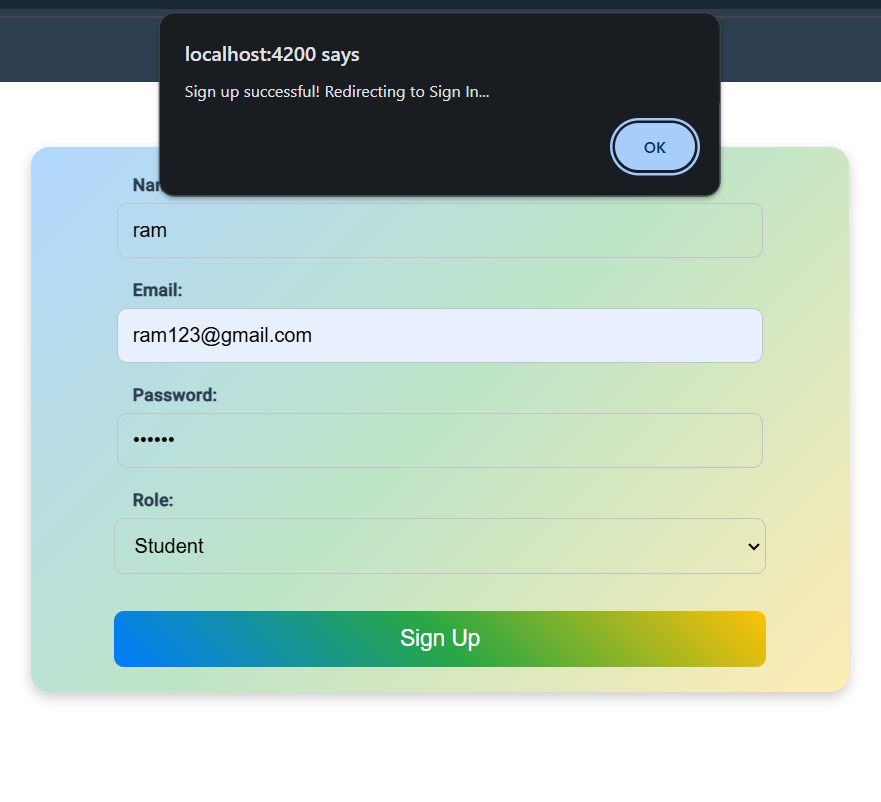 localhost:4200 says
Sign up successful! Redirecting to Sign In...
OK
ram
Email:
ram123@gmail.com
Password:
••••••
Role:
Student
Sign Up